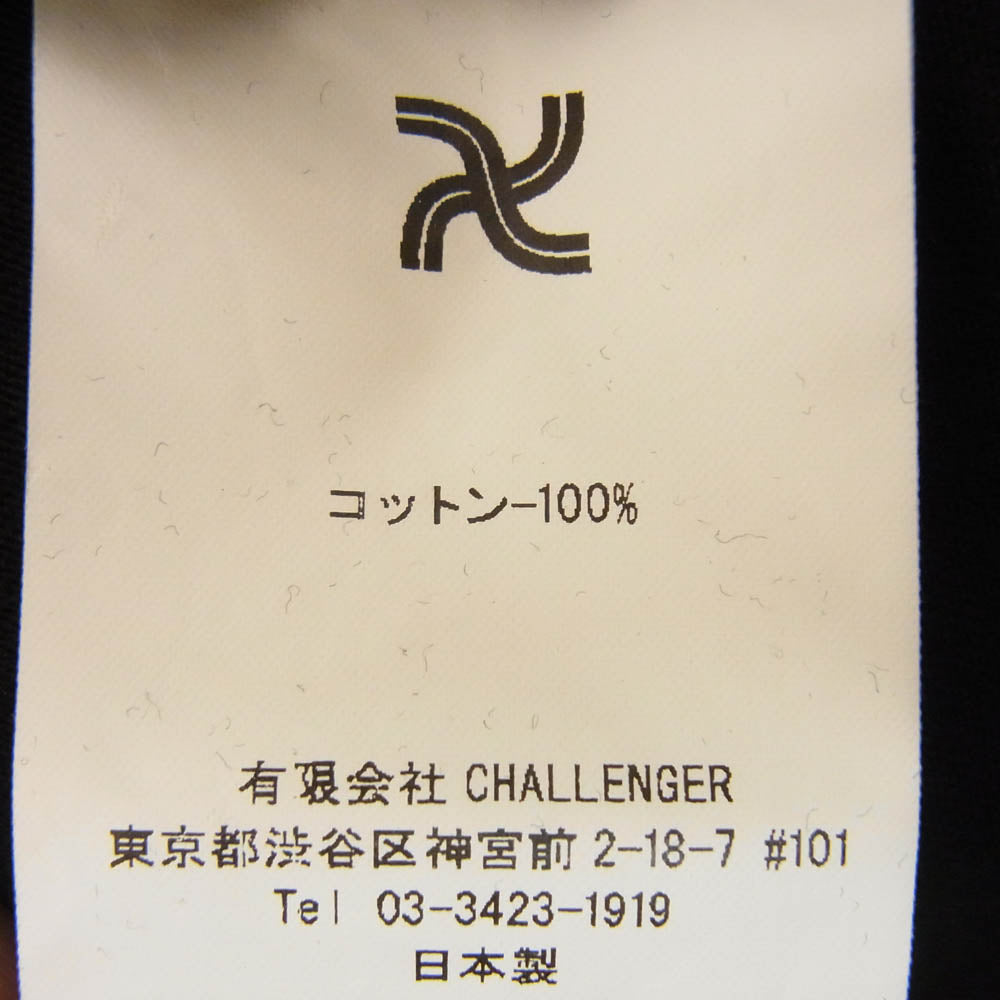 コットン-100%
有限会社 CHALLENGER
東京都渋谷区神宮前 2-18-7 #101
Tel 03-3423-1919
日本製